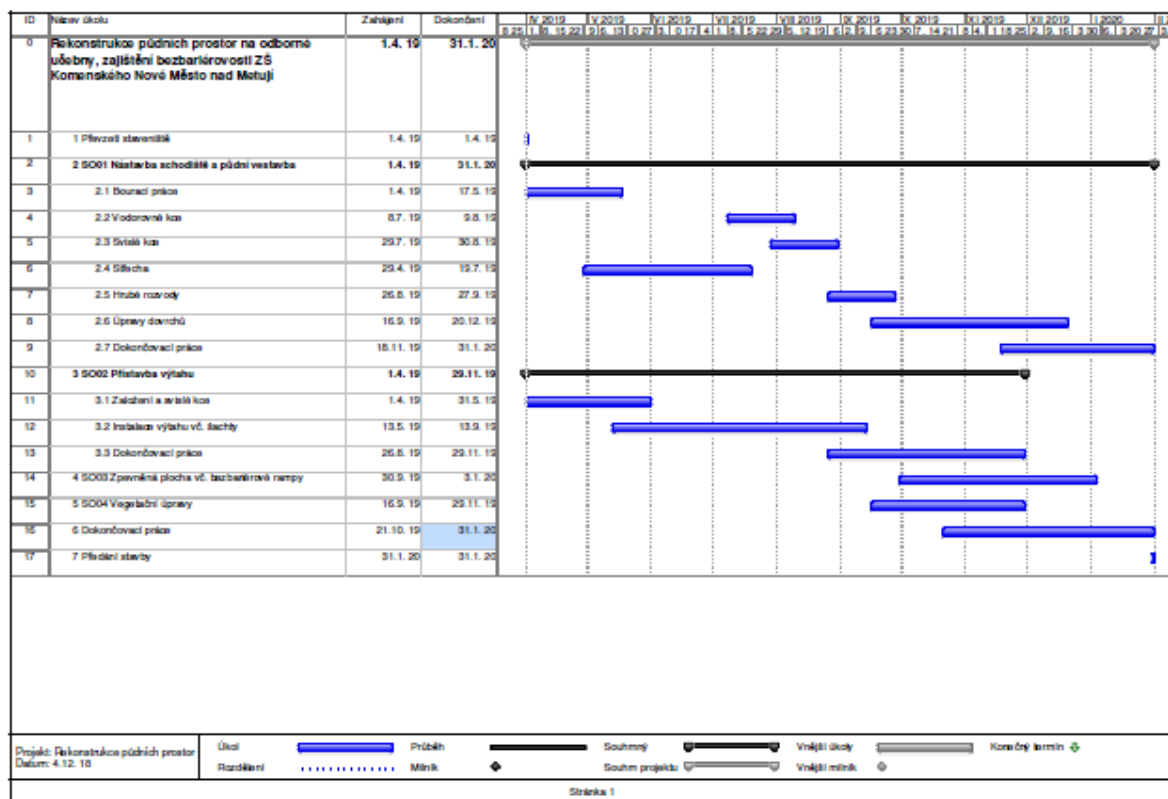 ID Název úkolu Zahájení Dokončení IV 2019 V 2019 VI 2019 VII 2019 VIII 2019 IX 2019 X 2019 XI 2019 XII 2019 I 2020
0 Rekonstrukce půdních prostor na odborné 1.4. 19 31.1. 20
učebny, zajištění bezbariérovosti ZŠ
Komenského Nové Město nad Metují
1 1 Převzetí staveniště 1.4. 19 1.4. 19
2 2 SO01 Nástavba schodiště a půdní vestavba 1.4. 19 31.1. 20
3 2.1 Bourací práce 1.4. 19 17.5. 19
4 2.2 Vodorovné kce 8.7. 19 9.8. 19
5 2.3 Svislé kce 29.7. 19 30.8. 19
6 2.4 Střecha 29.4. 19 19.7. 19
7 2.5 Hrubé rozvody 26.8. 19 27.9. 19
8 2.6 Úpravy dovrchů 16.9. 19 20.12. 19
9 2.7 Dokončovací práce 18.11. 19 31.1. 20
10 3 SO02 Přístavba výtahu 1.4. 19 29.11. 19
11 3.1 Založení a svislé kce 1.4. 19 31.5. 19
12 3.2 Instalace výtahu vč. šachty 13.5. 19 13.9. 19
13 3.3 Dokončovací práce 26.8. 19 29.11. 19
14 4 SO03 Zpevněná plocha vč. bezbariérové rampy 30.9. 19 3.1. 20
15 5 SO04 Vegetační úpravy 16.9. 19 29.11. 19
16 6 Dokončovací práce 21.10. 19 31.1. 20
17 7 Předání stavby 31.1. 20 31.1. 20
Projekt: Rekonstrukce půdních prostor
Datum: 4.12. 18
Úkol Průběh Souhrnný Vnější úkoly Konečný termín
Rozdělení Milník Souhrn projektu Vnější milník
Stránka 1